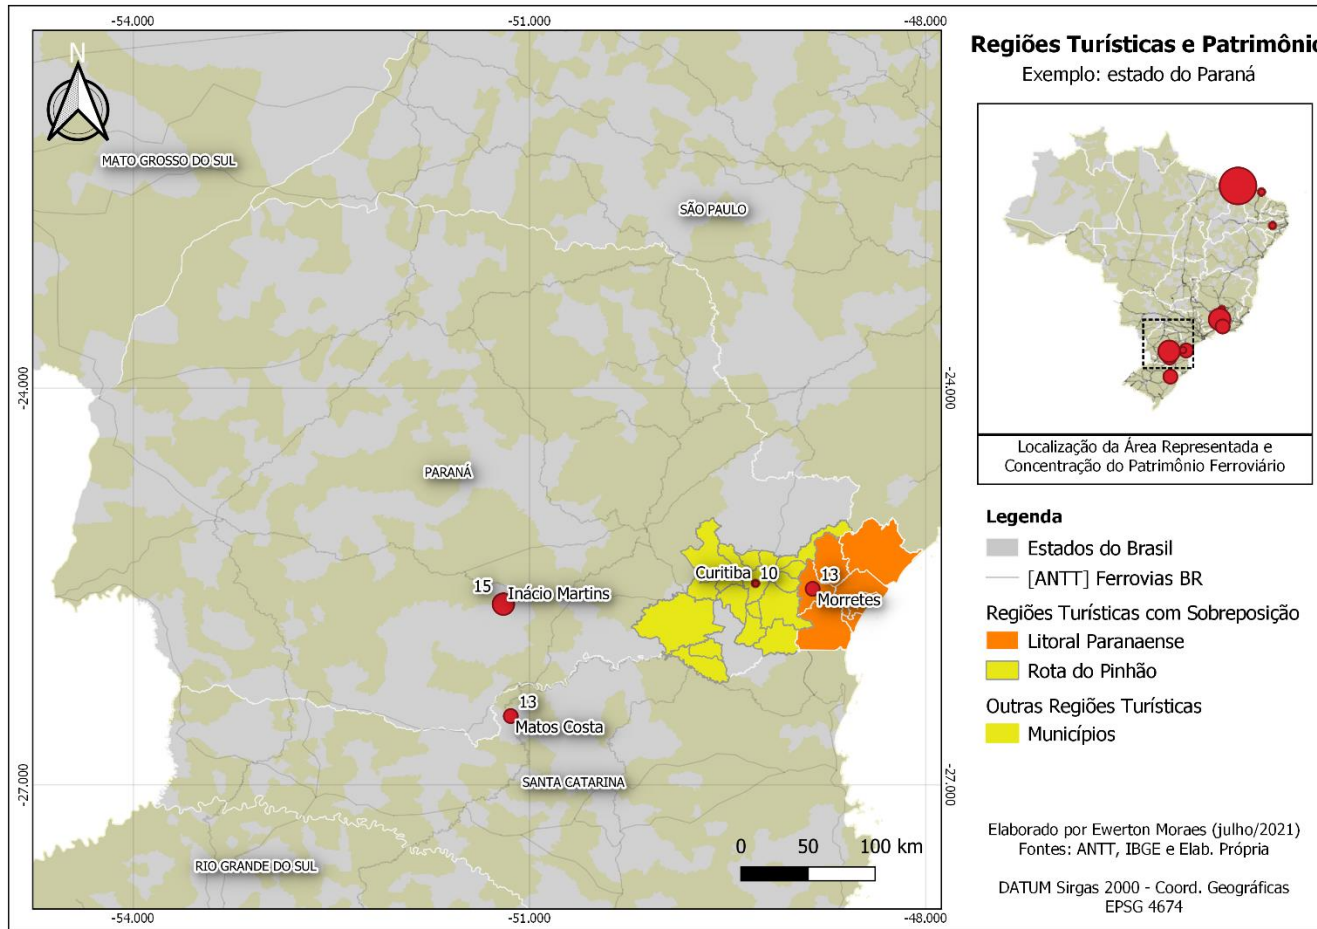 -54.000
-51.000
-48.000
N
MATO GROSSO DO SUL
SÃO PAULO
-24.000
-24.000
PARANÁ
Curitiba 10
13
Morretes
15
Inácio Martins
13
Matos Costa
SANTA CATARINA
-27.000
-27.000
RIO GRANDE DO SUL
0 50 100 km
-54.000
-51.000
-48.000
Regiões Turísticas e Patrimôni
Exemplo: estado do Paraná
Localização da Área Representada e
Concentração do Patrimônio Ferroviário
Legenda
Estados do Brasil
[ANTT] Ferrovias BR
Regiões Turísticas com Sobreposição
Litoral Paranaense
Rota do Pinhão
Outras Regiões Turísticas
Municípios
Elaborado por Ewerton Moraes (julho/2021)
Fontes: ANTT, IBGE e Elab. Própria
DATUM Sirgas 2000 - Coord. Geográficas
EPSG 4674